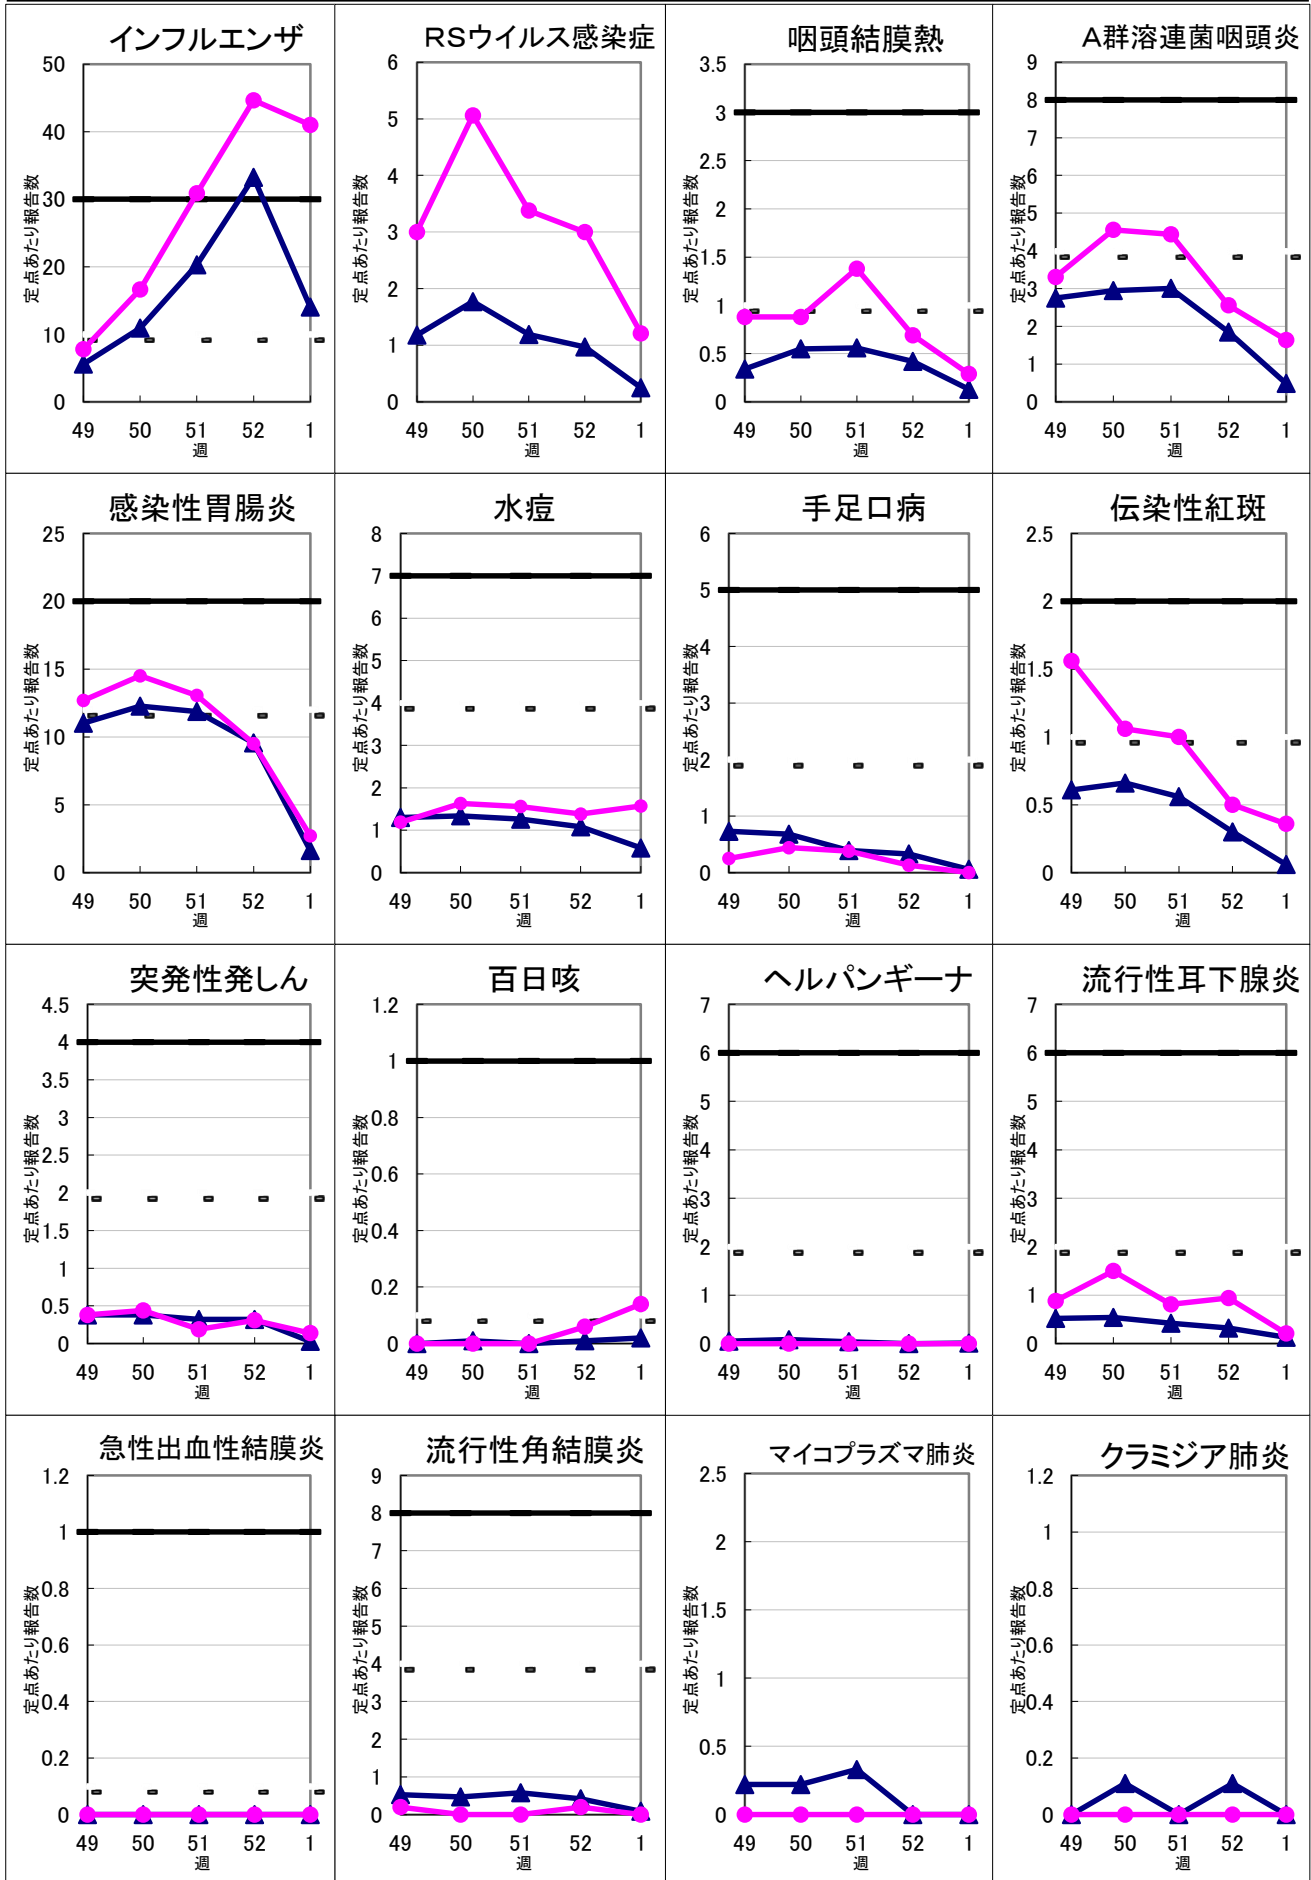 インフルエンザ
50
40
30
20
10
0
定点あたり報告数
49 50 51 52 1
週
RSウイルス感染症
6
5
4
3
2
1
0
定点あたり報告数
49 50 51 52 1
週
咽頭結膜熱
3.5
3
2.5
2
1.5
1
0.5
0
定点あたり報告数
49 50 51 52 1
週
A群溶連菌咽頭炎
9
8
7
6
5
4
3
2
1
0
定点あたり報告数
49 50 51 52 1
週
感染性胃腸炎
25
20
15
10
5
0
定点あたり報告数
49 50 51 52 1
週
水痘
8
7
6
5
4
3
2
1
0
定点あたり報告数
49 50 51 52 1
週
手足口病
6
5
4
3
2
1
0
定点あたり報告数
49 50 51 52 1
週
伝染性紅斑
2.5
2
1.5
1
0.5
0
定点あたり報告数
49 50 51 52 1
週
突発性発しん
4.5
4
3.5
3
2.5
2
1.5
1
0.5
0
定点あたり報告数
49 50 51 52 1
週
百日咳
1.2
1
0.8
0.6
0.4
0.2
0
定点あたり報告数
49 50 51 52 1
週
ヘルパンギーナ
7
6
5
4
3
2
1
0
定点あたり報告数
49 50 51 52 1
週
流行性耳下腺炎
7
6
5
4
3
2
1
0
定点あたり報告数
49 50 51 52 1
週
急性出血性結膜炎
1.2
1
0.8
0.6
0.4
0.2
0
定点あたり報告数
49 50 51 52 1
週
流行性角結膜炎
9
8
7
6
5
4
3
2
1
0
定点あたり報告数
49 50 51 52 1
週
マイコプラズマ肺炎
2.5
2
1.5
1
0.5
0
定点あたり報告数
49 50 51 52 1
週
クラミジア肺炎
1.2
1
0.8
0.6
0.4
0.2
0
定点あたり報告数
49 50 51 52 1
週